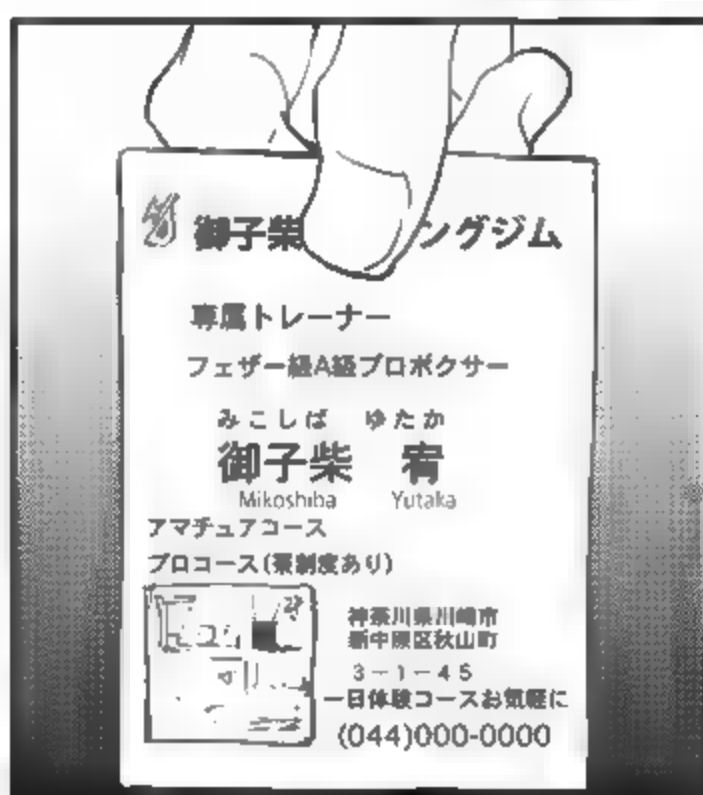 御子柴 ングジム
専属トレーナー
フェザー級A級プロボクサー
みこしば ゆたか
御子柴 宥
Mikoshiba Yutaka
アマチュアコース
プロコース(寮制度あり)
神奈川県川崎市
新中原区秋山町
3-1-45
一日体験コースお気軽に
(044)000-0000